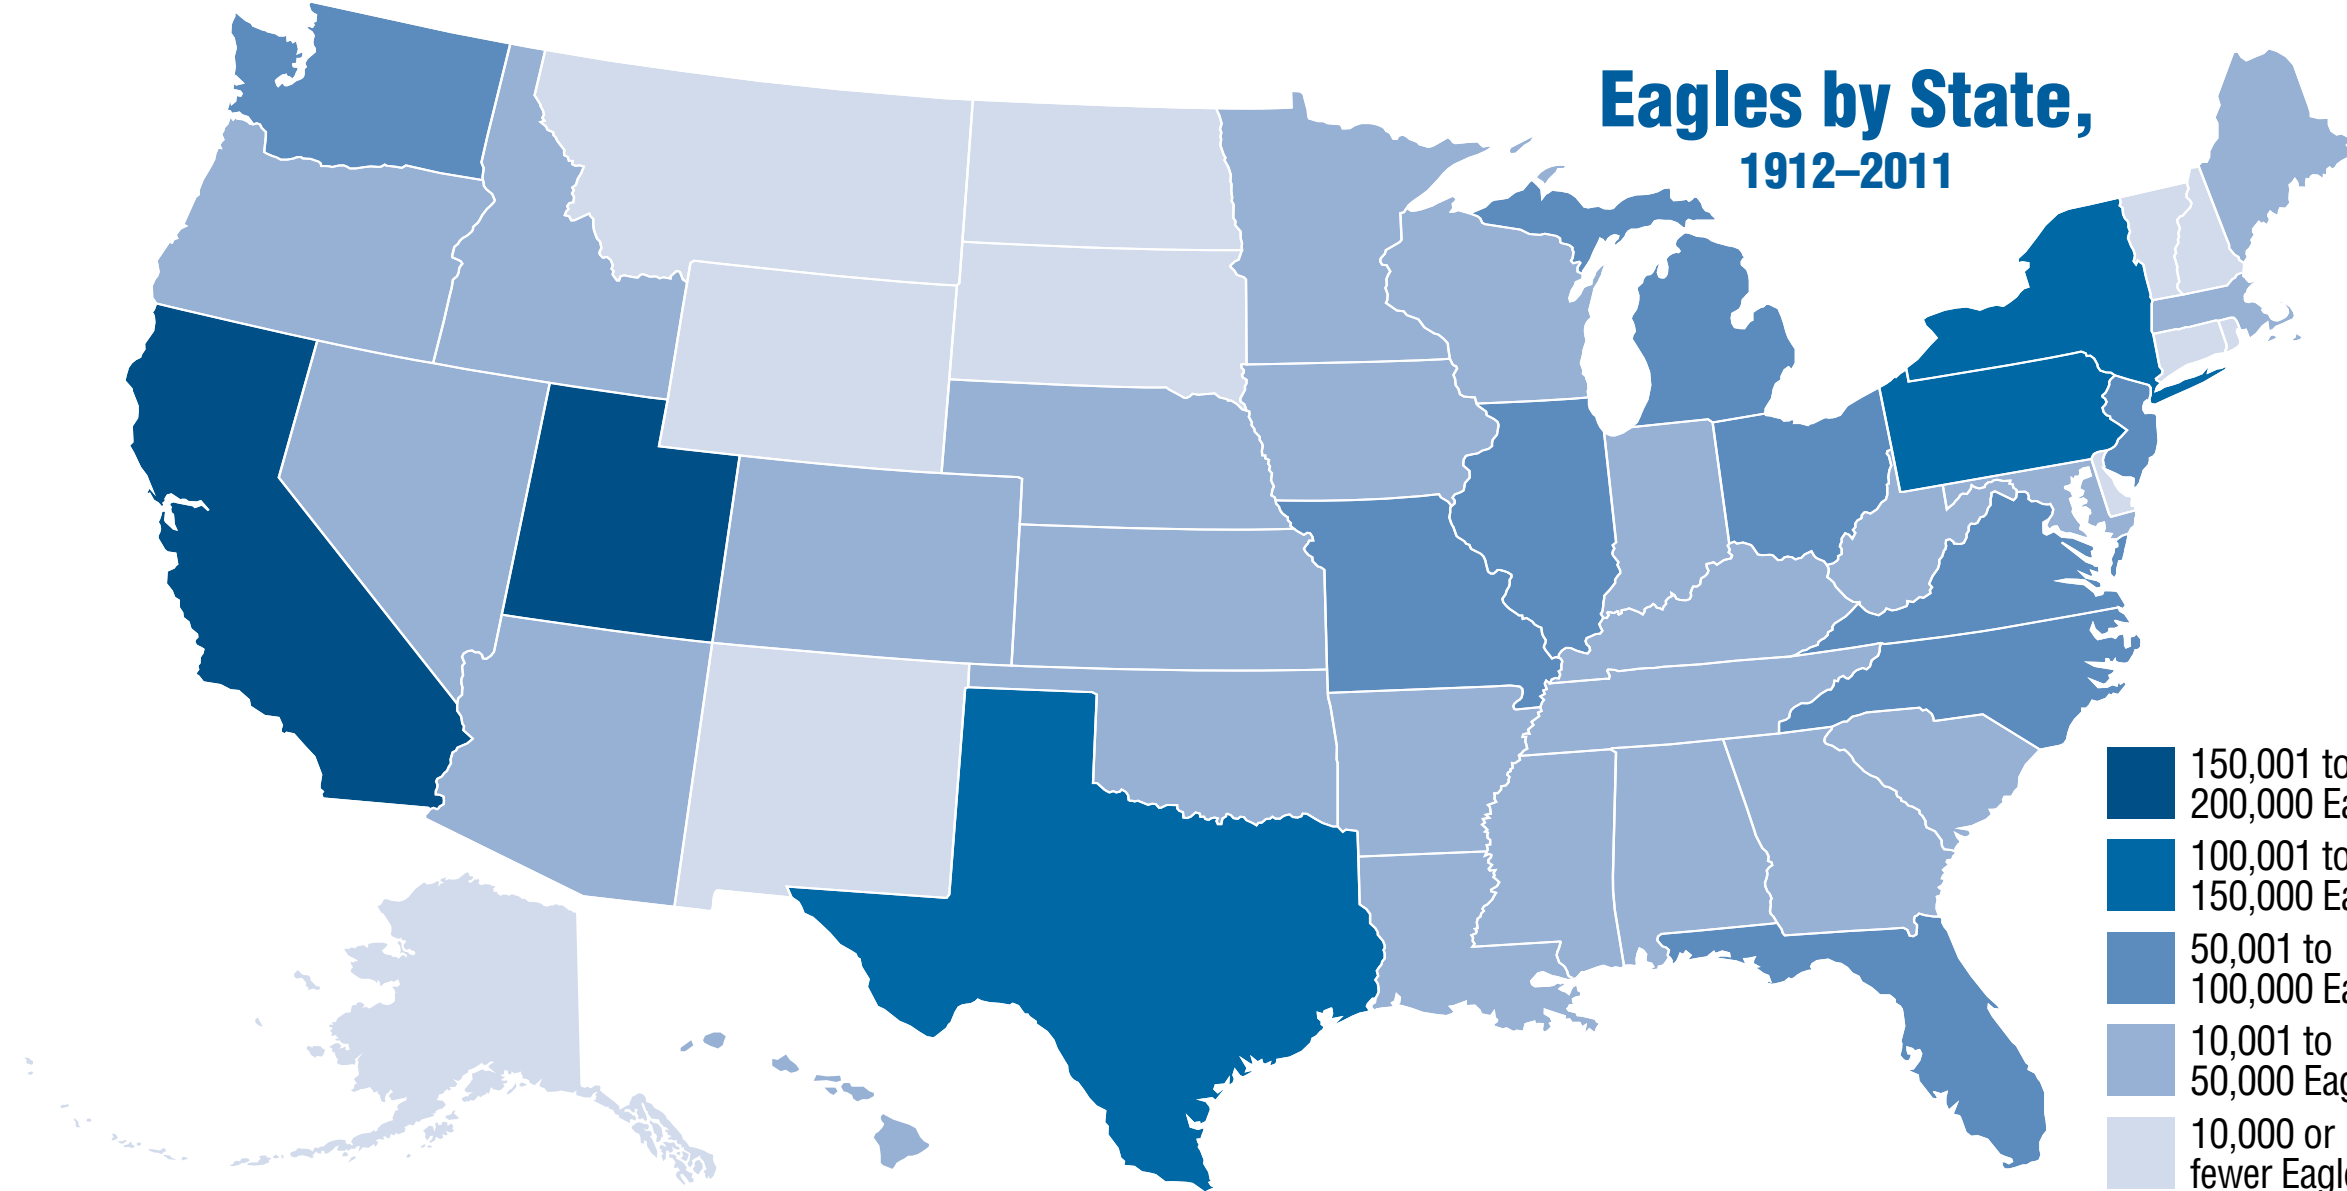 Eagles by State,
1912–2011
150,001 to
200,000
100,001 to
150,000
50,001 to
100,000
10,001 to
50,000
10,000 or
fewer